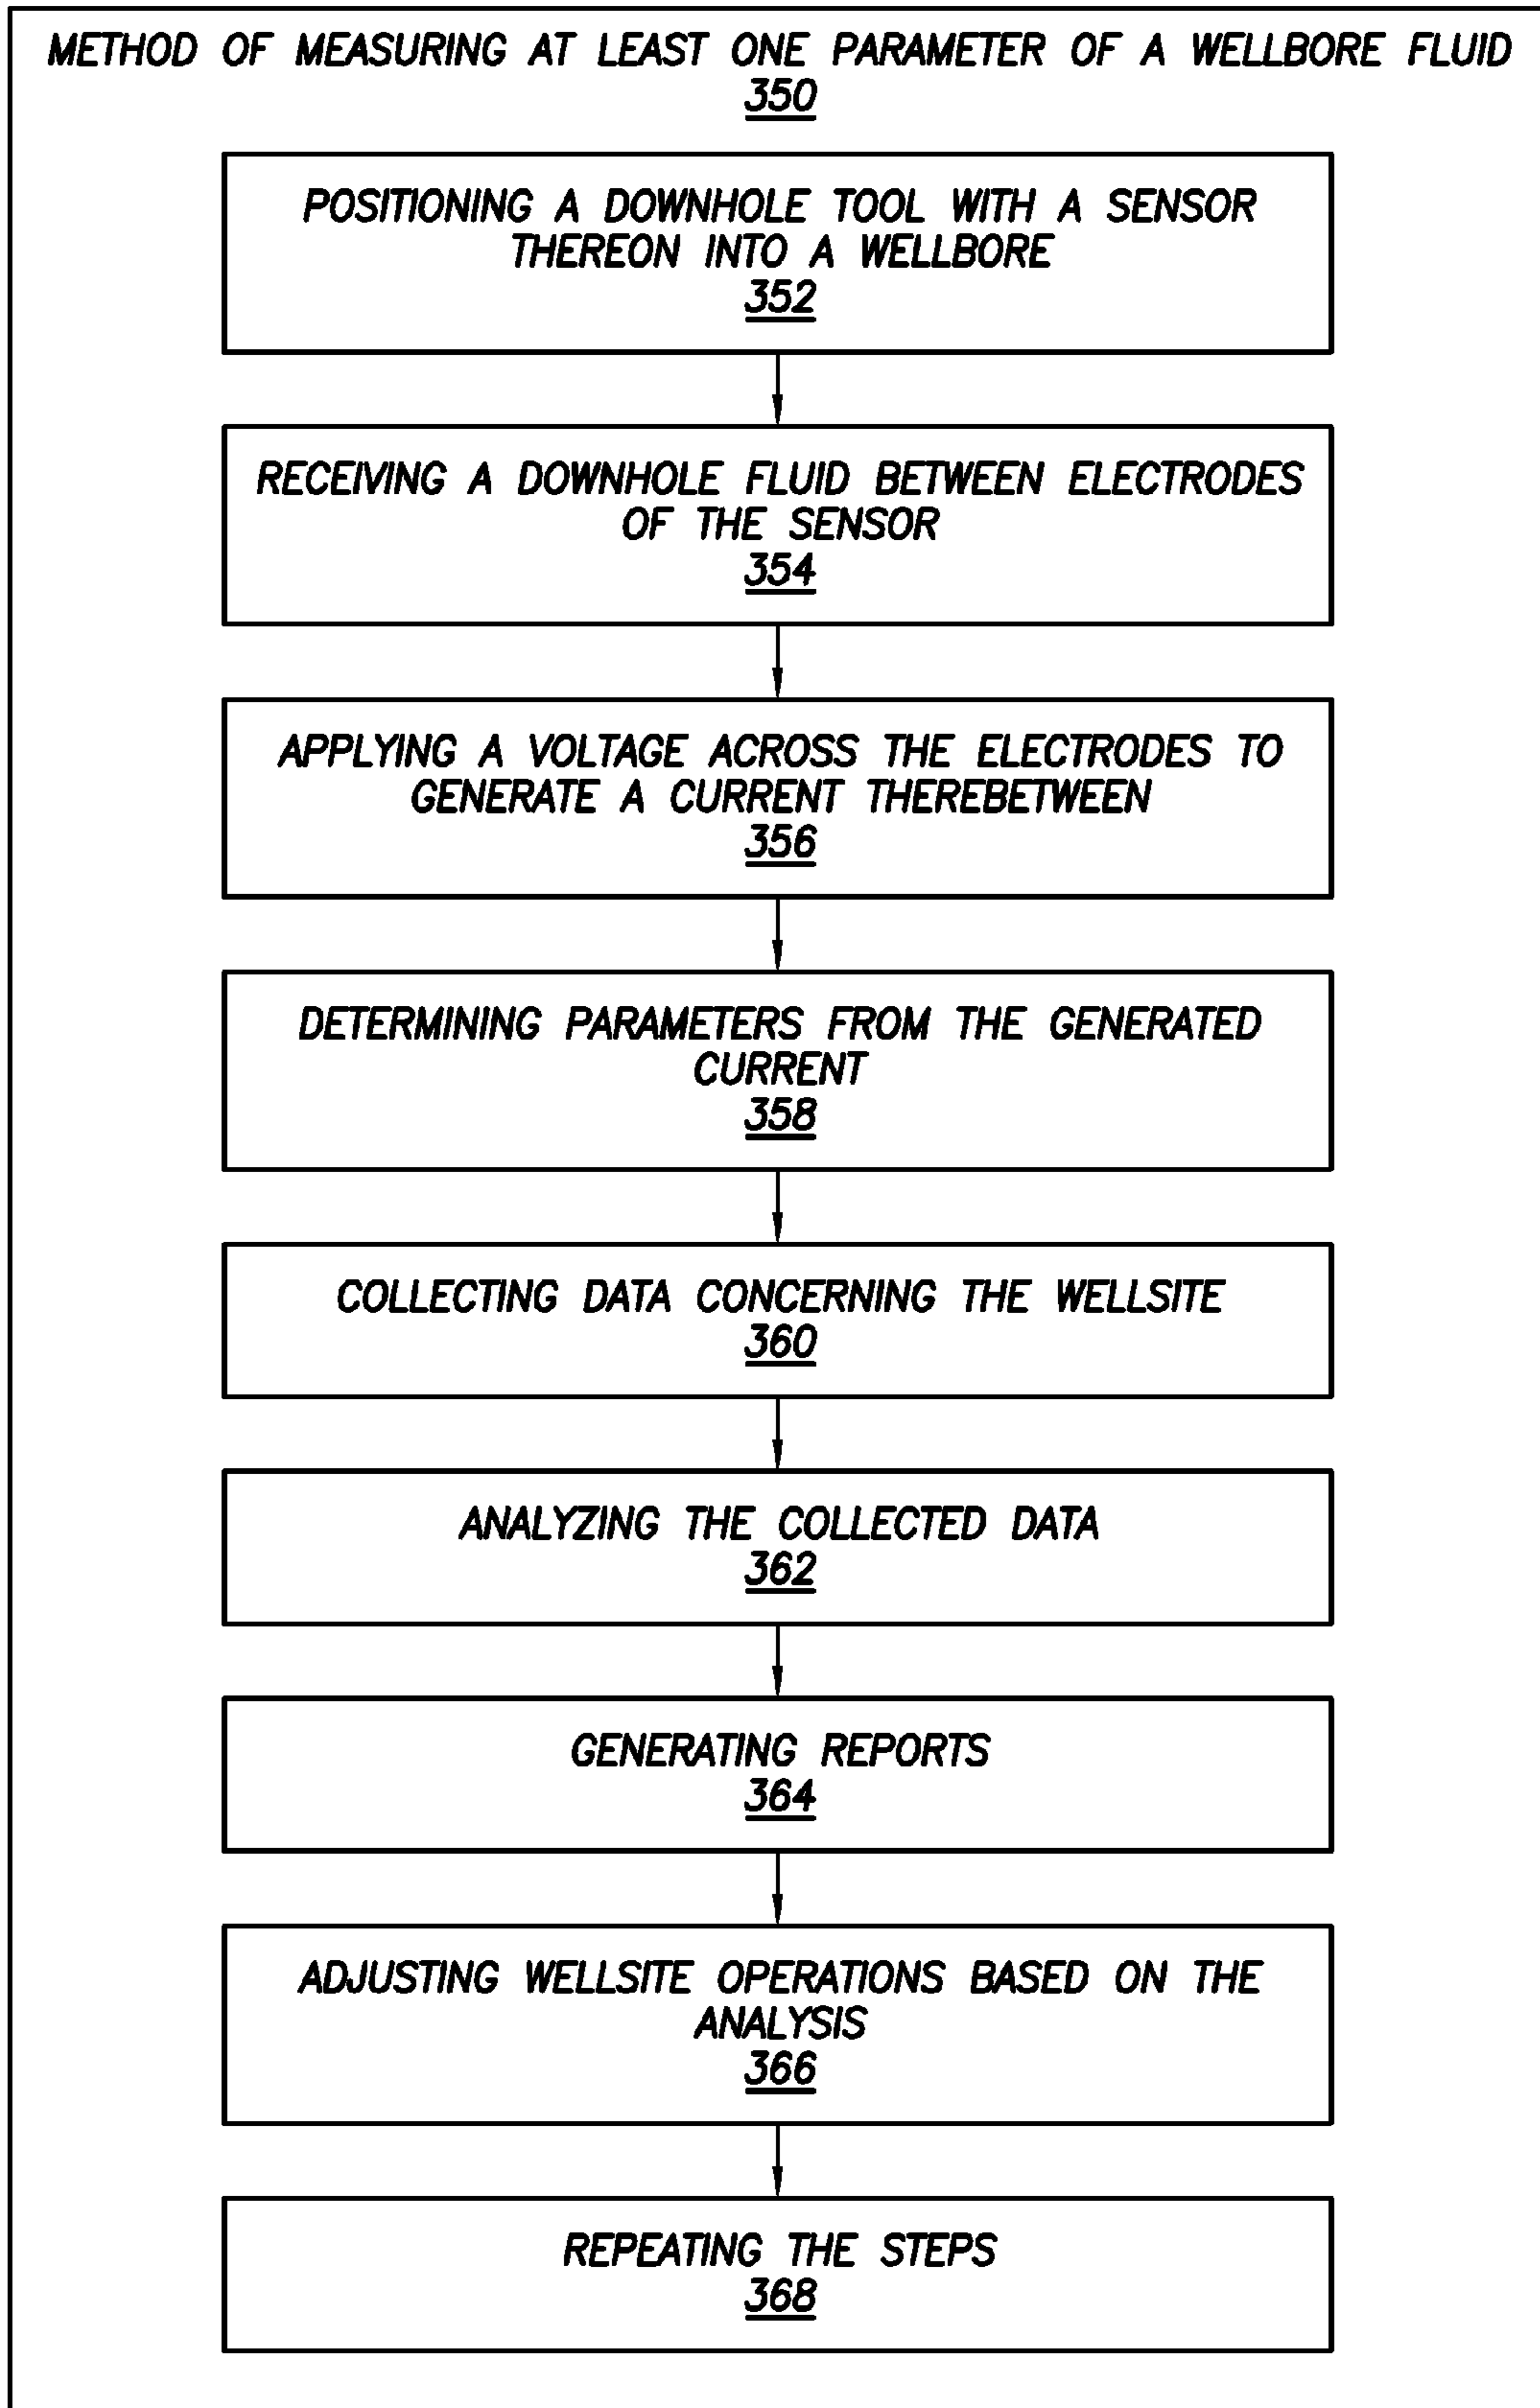 METHOD OF MEASURING AT LEAST ONE PARAMETER OF A WELLBORE FLUID
350
POSITIONING A DOWNHOLE TOOL WITH A SENSOR
THEREON INTO A WELLBORE
352
RECEIVING A DOWNHOLE FLUID BETWEEN ELECTRODES
OF THE SENSOR
354
APPLYING A VOLTAGE ACROSS THE ELECTRODES TO
GENERATE A CURRENT THEREBETWEEN
356
DETERMINING PARAMETERS FROM THE GENERATED
CURRENT
358
COLLECTING DATA CONCERNING THE WELLSITE
360
ANALYZING THE COLLECTED DATA
362
GENERATING REPORTS
364
ADJUSTING WELLSITE OPERATIONS BASED ON THE
ANALYSIS
366
REPEATING THE STEPS
368